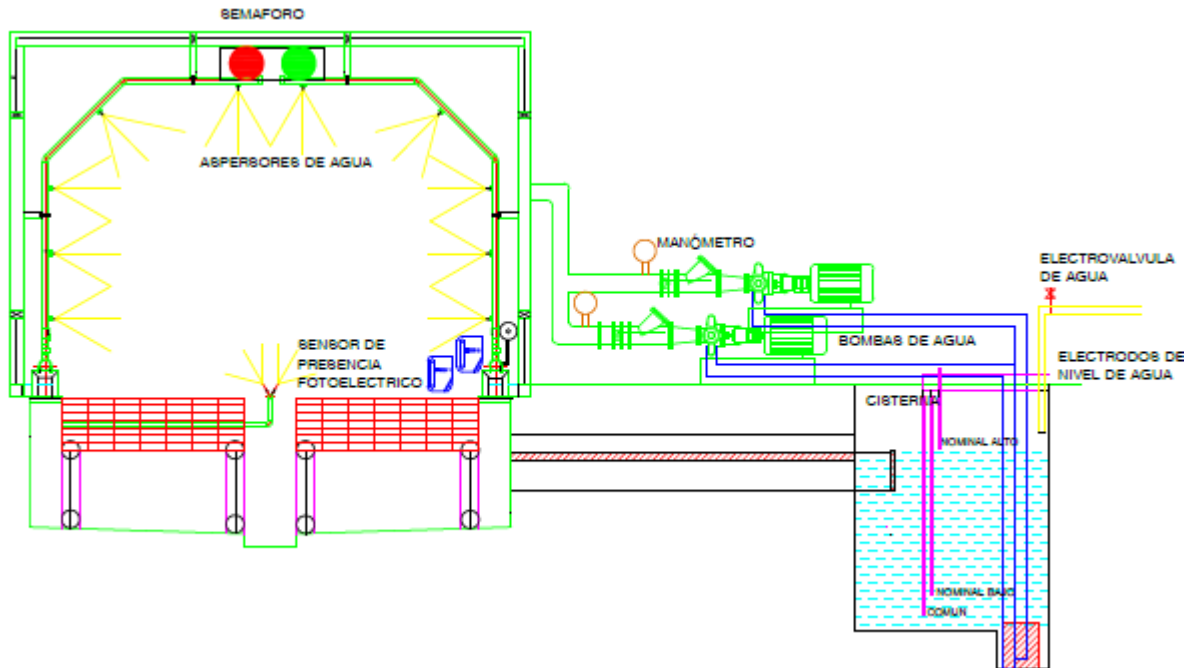 SEMAFORO
ASPERSORES DE AGUA
MANÓMETRO
ELECTROVALVULA
DE AGUA
SENSOR DE
PRESENCIA
FOTOELECTRICO
BOMBAS DE AGUA
ELECTRODOS DE
NIVEL DE AGUA
CISTERNA
NOMINAL ALTO
NOMINAL BAJO
COMUN